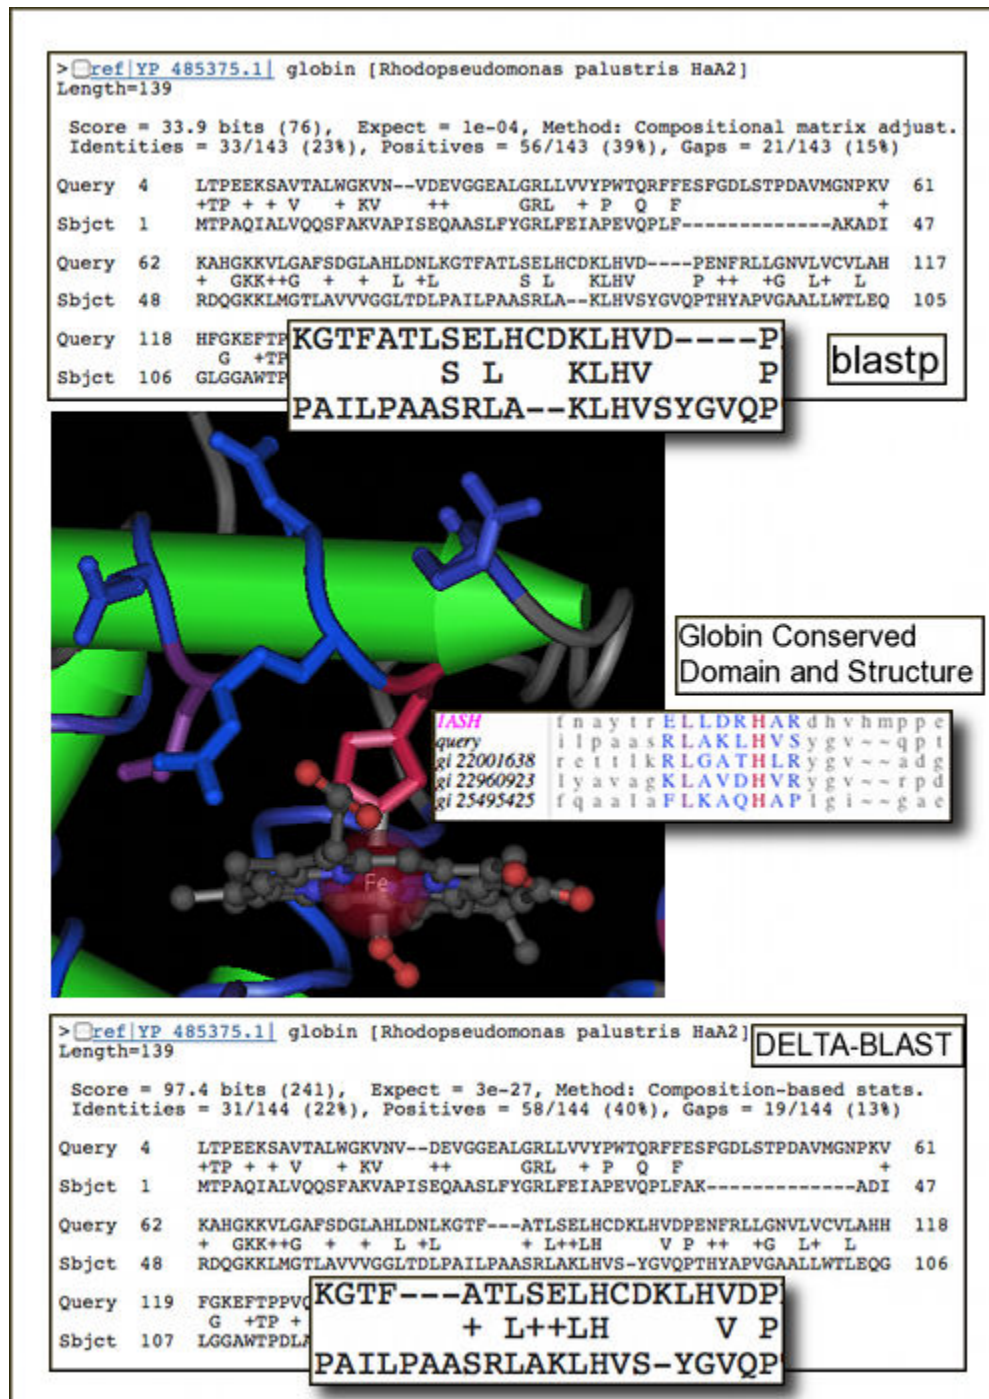 >ref|YP 485375.1| globin [Rhodopseudomonas palustris HaA2]
Length=139
Score = 33.9 bits (76), Expect = 1e-04, Method: Compositional matrix adjust.
Identities = 33/143 (23%), Positives = 56/143 (39%), Gaps = 21/143 (15%)
Query 4 LTPEEKSAVTALWGKVN--VDEVGGEALGRLLVVYPWTQRFFESFGDLSTPDAVMGNPKV 61
+TP + + V + KV ++ GRL + P Q F +
Sbjct 1 MTPAQIALVQQSFAKVAPISEQAASLFYGRLFEIAPEVQPLF-------------AKADI 47
Query 62 KAHGKKVLGAFSDGLAHLDNLKGTFATLSELHCDKLHVD----PENFRLLGNVLVCVLAH 117
+ GKK++G + + L +L S L KLHV P ++ +G L+ L
Sbjct 48 RDQGKKLMGTLAVVVGGLTDLPAILPAASRLA--KLHVSYGVQPTHYAPVGAALLWTLEQ 105
Query 118 HFGKEFTP
G +TP
Sbjct 106 GLGGAWTP
KGTFATLSELHCDKLHVD----P
S L KLHV P
PAILPAASRLA--KLHVSYGVQP
blastp
Fe
Globin Conserved
Domain and Structure
1ASH f n a y t r E L L D R H A R d h v h m p p e
query i l p a a s R L A K L H V S y g v ~ ~ q p t
gi 22001638 r e t t l k R L G A T H L R y g v ~ ~ a d g
gi 22960923 l y a v a g K L A V D H V R y g v ~ ~ r p d
gi 25495425 f q a a l a F L K A Q H A P l g i ~ ~ g a e
>ref|YP 485375.1| globin [Rhodopseudomonas palustris HaA2]
DELTA-BLAST
Length=139
Score = 97.4 bits (241), Expect = 3e-27, Method: Composition-based stats.
Identities = 31/144 (22%), Positives = 58/144 (40%), Gaps = 19/144 (13%)
Query 4 LTPEEKSAVTALWGKVNV--DEVGGEALGRLLVVYPWTQRFFESFGDLSTPDAVMGNPKV 61
+TP + + V + KV ++ GRL + P Q F +
Sbjct 1 MTPAQIALVQQSFAKVAPISEQAASLFYGRLFEIAPEVQPLFAK-------------ADI 47
Query 62 KAHGKKVLGAFSDGLAHLDNLKGTF---ATLSELHCDKLHVDPENFRLLGNVLVCVLAHH 118
+ GKK++G + + L +L + L++LH V P ++ +G L+ L
Sbjct 48 RDQGKKLMGTLAVVVGGLTDLPAILPAASRLAKLHVS-YGVQPTHYAPVGAALLWTLEQG 106
Query 119 FGKEFTPPVQ
G +TP +
Sbjct 107 LGGAWTPDLA
KGTF---ATLSELHCDKLHVDP
+ L++LH V P
PAILPAASRLAKLHVS-YGVQP